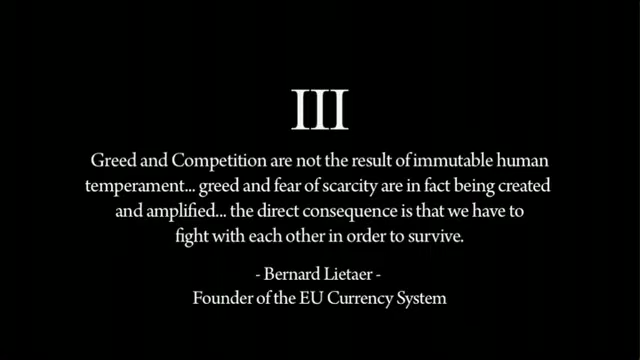 III
Greed and Competition are not the result of immutable human
temperament... greed and fear of scarcity are in fact being created
and amplified... the direct consequence is that we have to
fight with each other in order to survive.
- Bernard Lietaer -
Founder of the EU Currency System